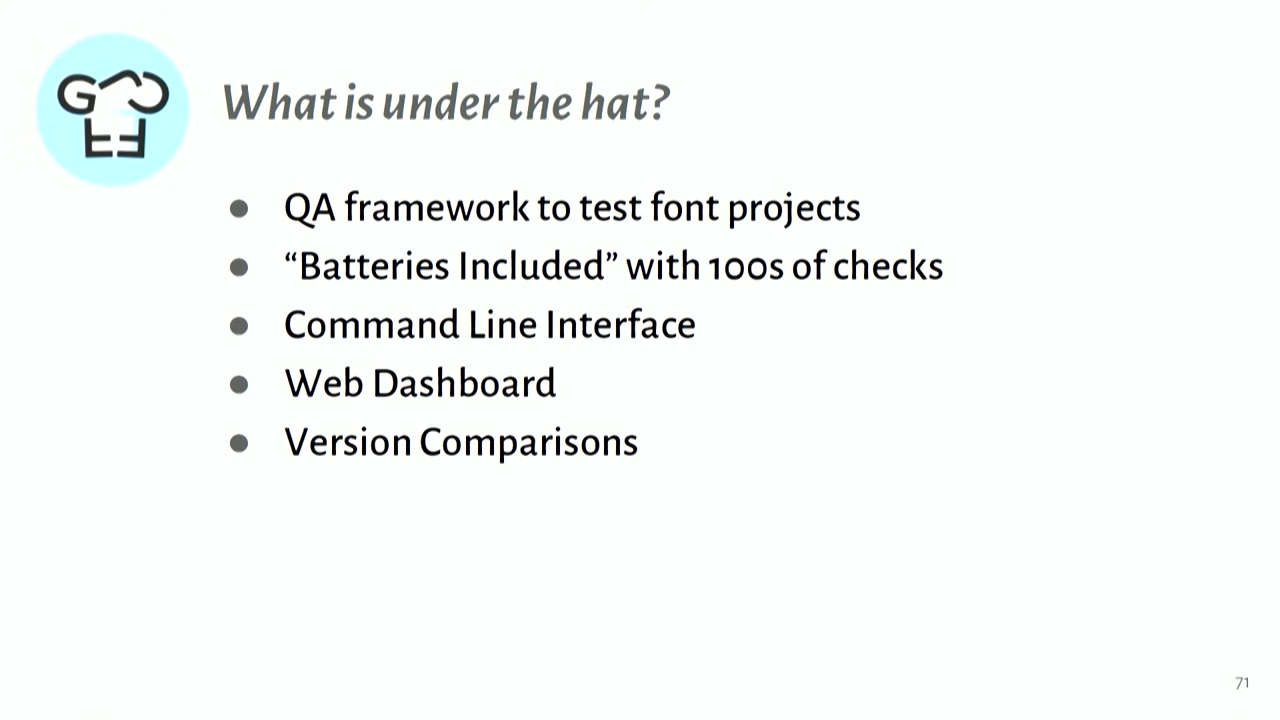 What is under the hat?
QA framework to test font projects
“Batteries Included” with 100s of checks
Command Line Interface
Web Dashboard
Version Comparisons
71